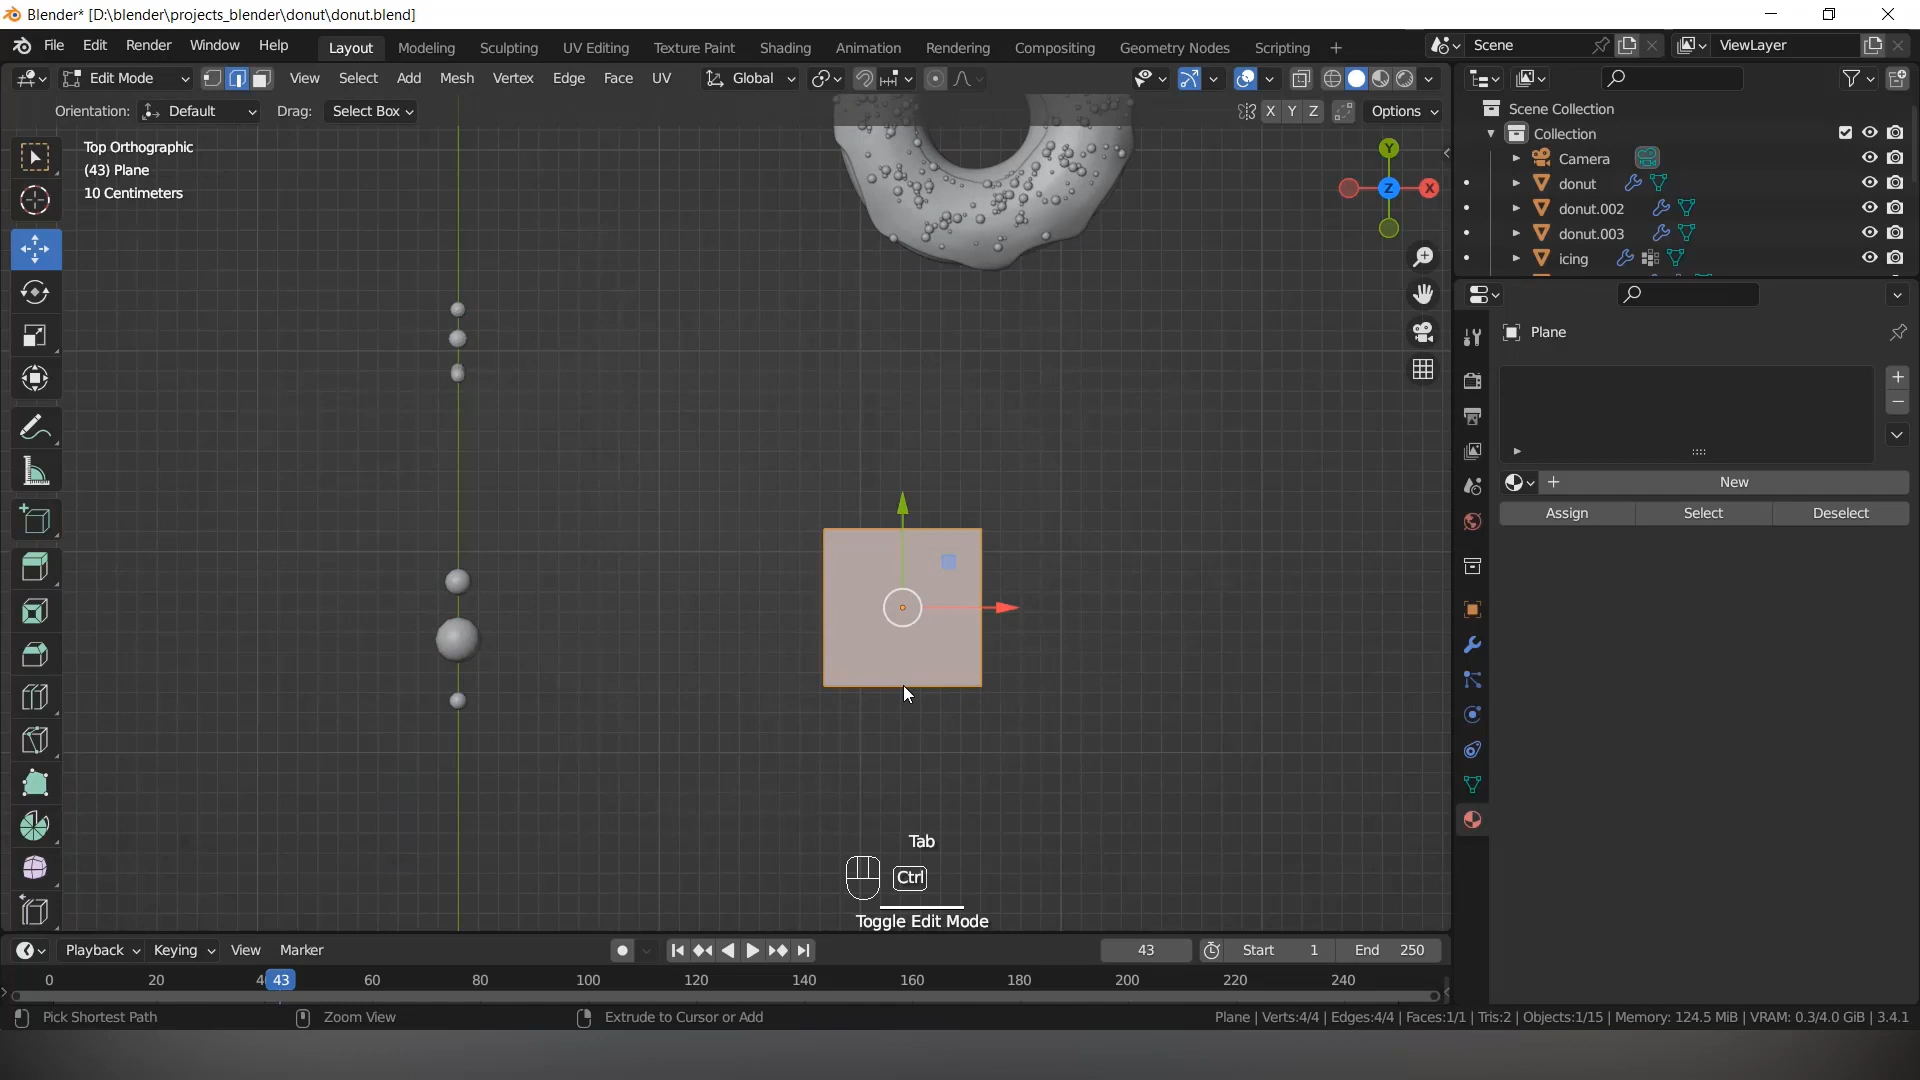 Blender* [D:\blender\projects_blender\donut\donut.blend]
File Edit Render Window Help Layout Modeling Sculpting UV Editing Texture Paint Shading Animation Rendering Compositing Geometry Nodes Scripting + Scene ViewLayer
Edit Mode View Select Add Mesh Vertex Edge Face UV Global
Orientation: Default Drag: Select Box X Y Z Options
Top Orthographic
(43) Plane
10 Centimeters
Y
Z X
Scene Collection
Collection
Camera
donut
donut.002
donut.003
icing
Plane
New
Assign Select Deselect
Tab
Ctrl
Toggle Edit Mode
Playback Keying View Marker 43 Start 1 End 250
0 20 4 43 60 80 100 120 140 160 180 200 220 240
Pick Shortest Path Zoom View Extrude to Cursor or Add Plane | Verts:4/4 | Edges:4/4 | Faces:1/1 | Tris:2 | Objects:1/15 | Memory: 124.5 MiB | VRAM: 0.3/4.0 GiB | 3.4.1